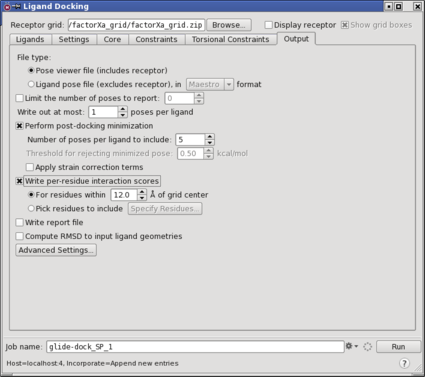 Ligand Docking
Receptor grid: /factorXa_grid/factorXa_grid.zip Browse... Display receptor Show grid boxes
Ligands Settings Core Constraints Torsional Constraints Output
File type:
Pose viewer file (includes receptor)
Ligand pose file (excludes receptor), in Maestro format
Limit the number of poses to report: 0
Write out at most: 1 poses per ligand
Perform post-docking minimization
Number of poses per ligand to include: 5
Threshold for rejecting minimized pose: 0.50 kcal/mol
Apply strain correction terms
Write per-residue interaction scores
For residues within 12.0 Å of grid center
Pick residues to include Specify Residues...
Write report file
Compute RMSD to input ligand geometries
Advanced Settings...
Job name: glide-dock_SP_1 Run
Host=localhost:4, Incorporate=Append new entries ?